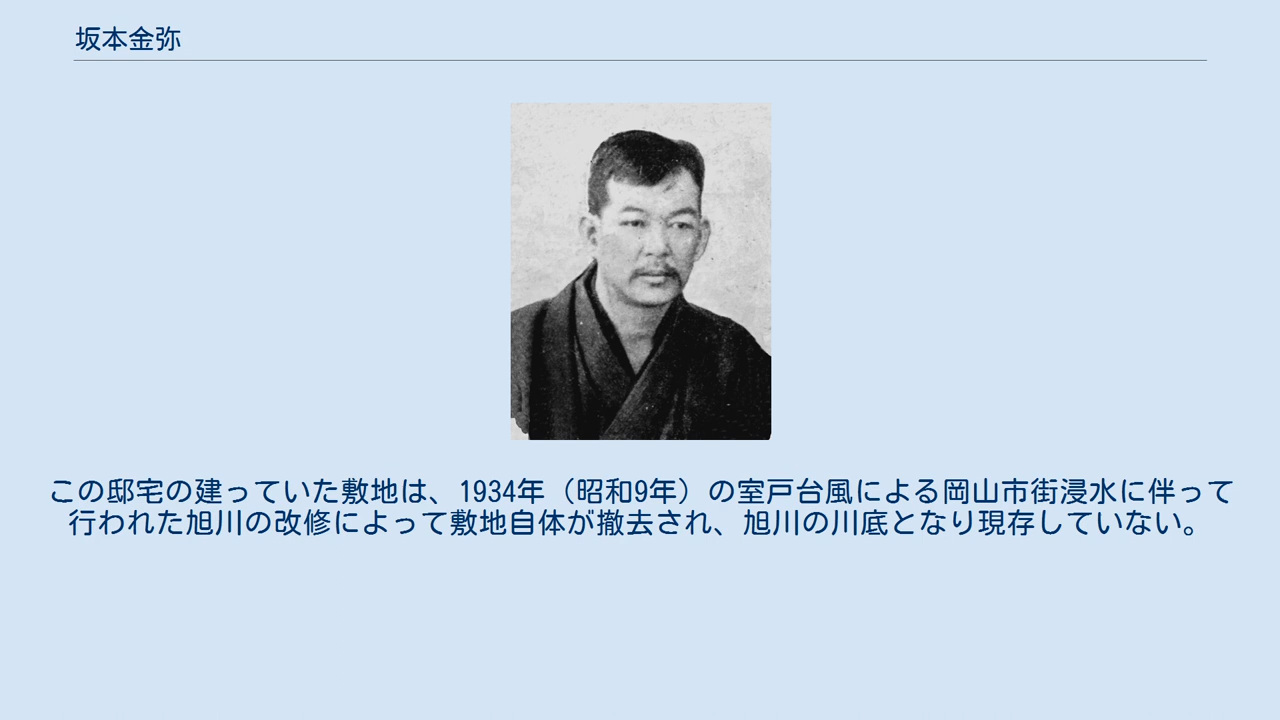 坂本金弥
この邸宅の建っていた敷地は、1934年（昭和9年）の室戸台風による岡山市街浸水に伴って
行われた旭川の改修によって敷地自体が撤去され、旭川の川底となり現存していない。